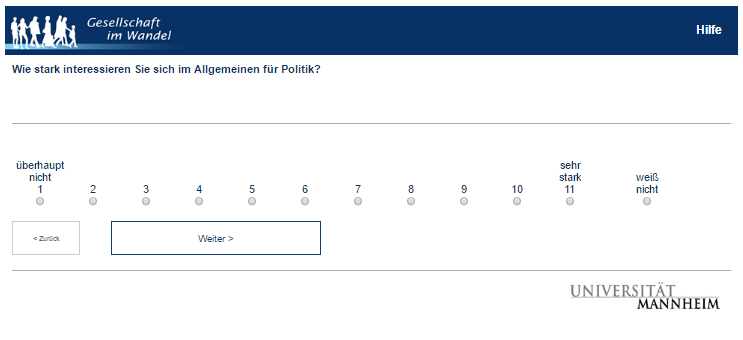 Gesellschaft
im Wandel
Hilfe
Wie stark interessieren Sie sich im Allgemeinen für Politik?
überhaupt
nicht
1
2
3
4
5
6
7
8
9
10
sehr
stark
11
weiß
nicht
< Zurück
Weiter >
UNIVERSITÄT
MANNHEIM